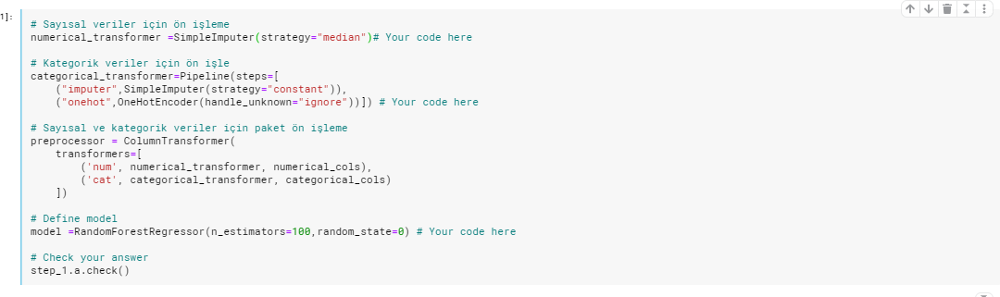 1]:
# Sayısal veriler için ön işleme
numerical_transformer =SimpleImputer(strategy="median")# Your code here
# Kategorik veriler için ön işle
categorical_transformer=Pipeline(steps=[
("imputer",SimpleImputer(strategy="constant")),
("onehot",OneHotEncoder(handle_unknown="ignore"))]) # Your code here
# Sayısal ve kategorik veriler için paket ön işleme
preprocessor = ColumnTransformer(
transformers=[
('num', numerical_transformer, numerical_cols),
('cat', categorical_transformer, categorical_cols)
])
# Define model
model =RandomForestRegressor(n_estimators=100,random_state=0) # Your code here
# Check your answer
step_1.a.check()